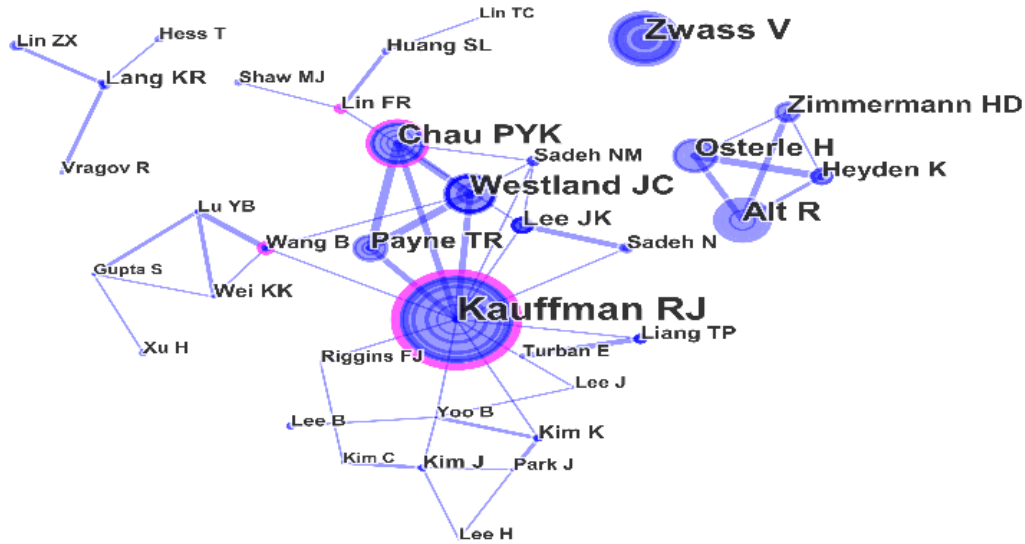 Lin TC
Zwass V
Lin ZX
Hess T
Huang SL
Lang KR
Shaw MJ
Lin FR
Zimmermann HD
Chau PYK
Osterle H
Sadeh NM
Vragov R
Heyden K
Westland JC
Lu YB
Alt R
Lee JK
Wang B
Payne TR
Sadeh N
Gupta S
Wei KK
Kauffman RJ
Xu H
Liang TP
Riggins FJ
Turban E
Lee J
Lee B
Yoo B
Kim K
Kim C
Kim J
Park J
Lee H